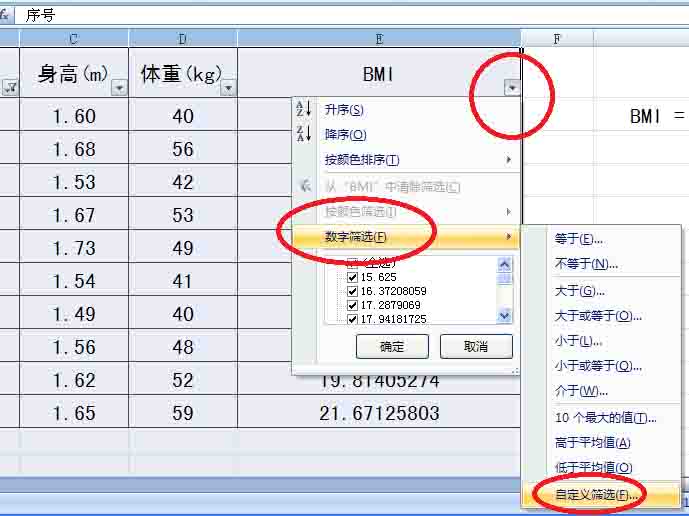 fx 序号
C D E F
身高(m) 体重(kg) BMI
1.60 40
BMI =
1.68 56
1.53 42
1.67 53
1.73 49
1.54 41
1.49 40
1.56 48
1.62 52 19.81405274
1.65 59 21.67125803
升序(S)
降序(O)
按颜色排序(T)
从“BMI”中清除筛选(C)
按颜色筛选(I)
数字筛选(F)
(全选)
15.625
16.37208059
17.2879069
17.94181725
确定 取消
等于(E)...
不等于(N)...
大于(G)...
大于或等于(O)...
小于(L)...
小于或等于(Q)...
介于(W)...
10 个最大的值(T)...
高于平均值(A)
低于平均值(O)
自定义筛选(F)...